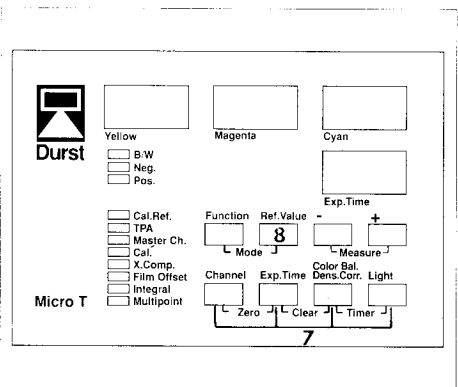 Yellow Magenta Cyan
Durst
B/W
Neg.
Pos.
Exp.Time
Cal.Ref.
TPA
Master Ch.
Cal.
X.Comp.
Film Offset
Integral
Multipoint
Function Ref.Value - +
8
Mode Measure
Channel Exp.Time Color Bal. Dens.Corr. Light
Micro T
Zero Clear Timer
7